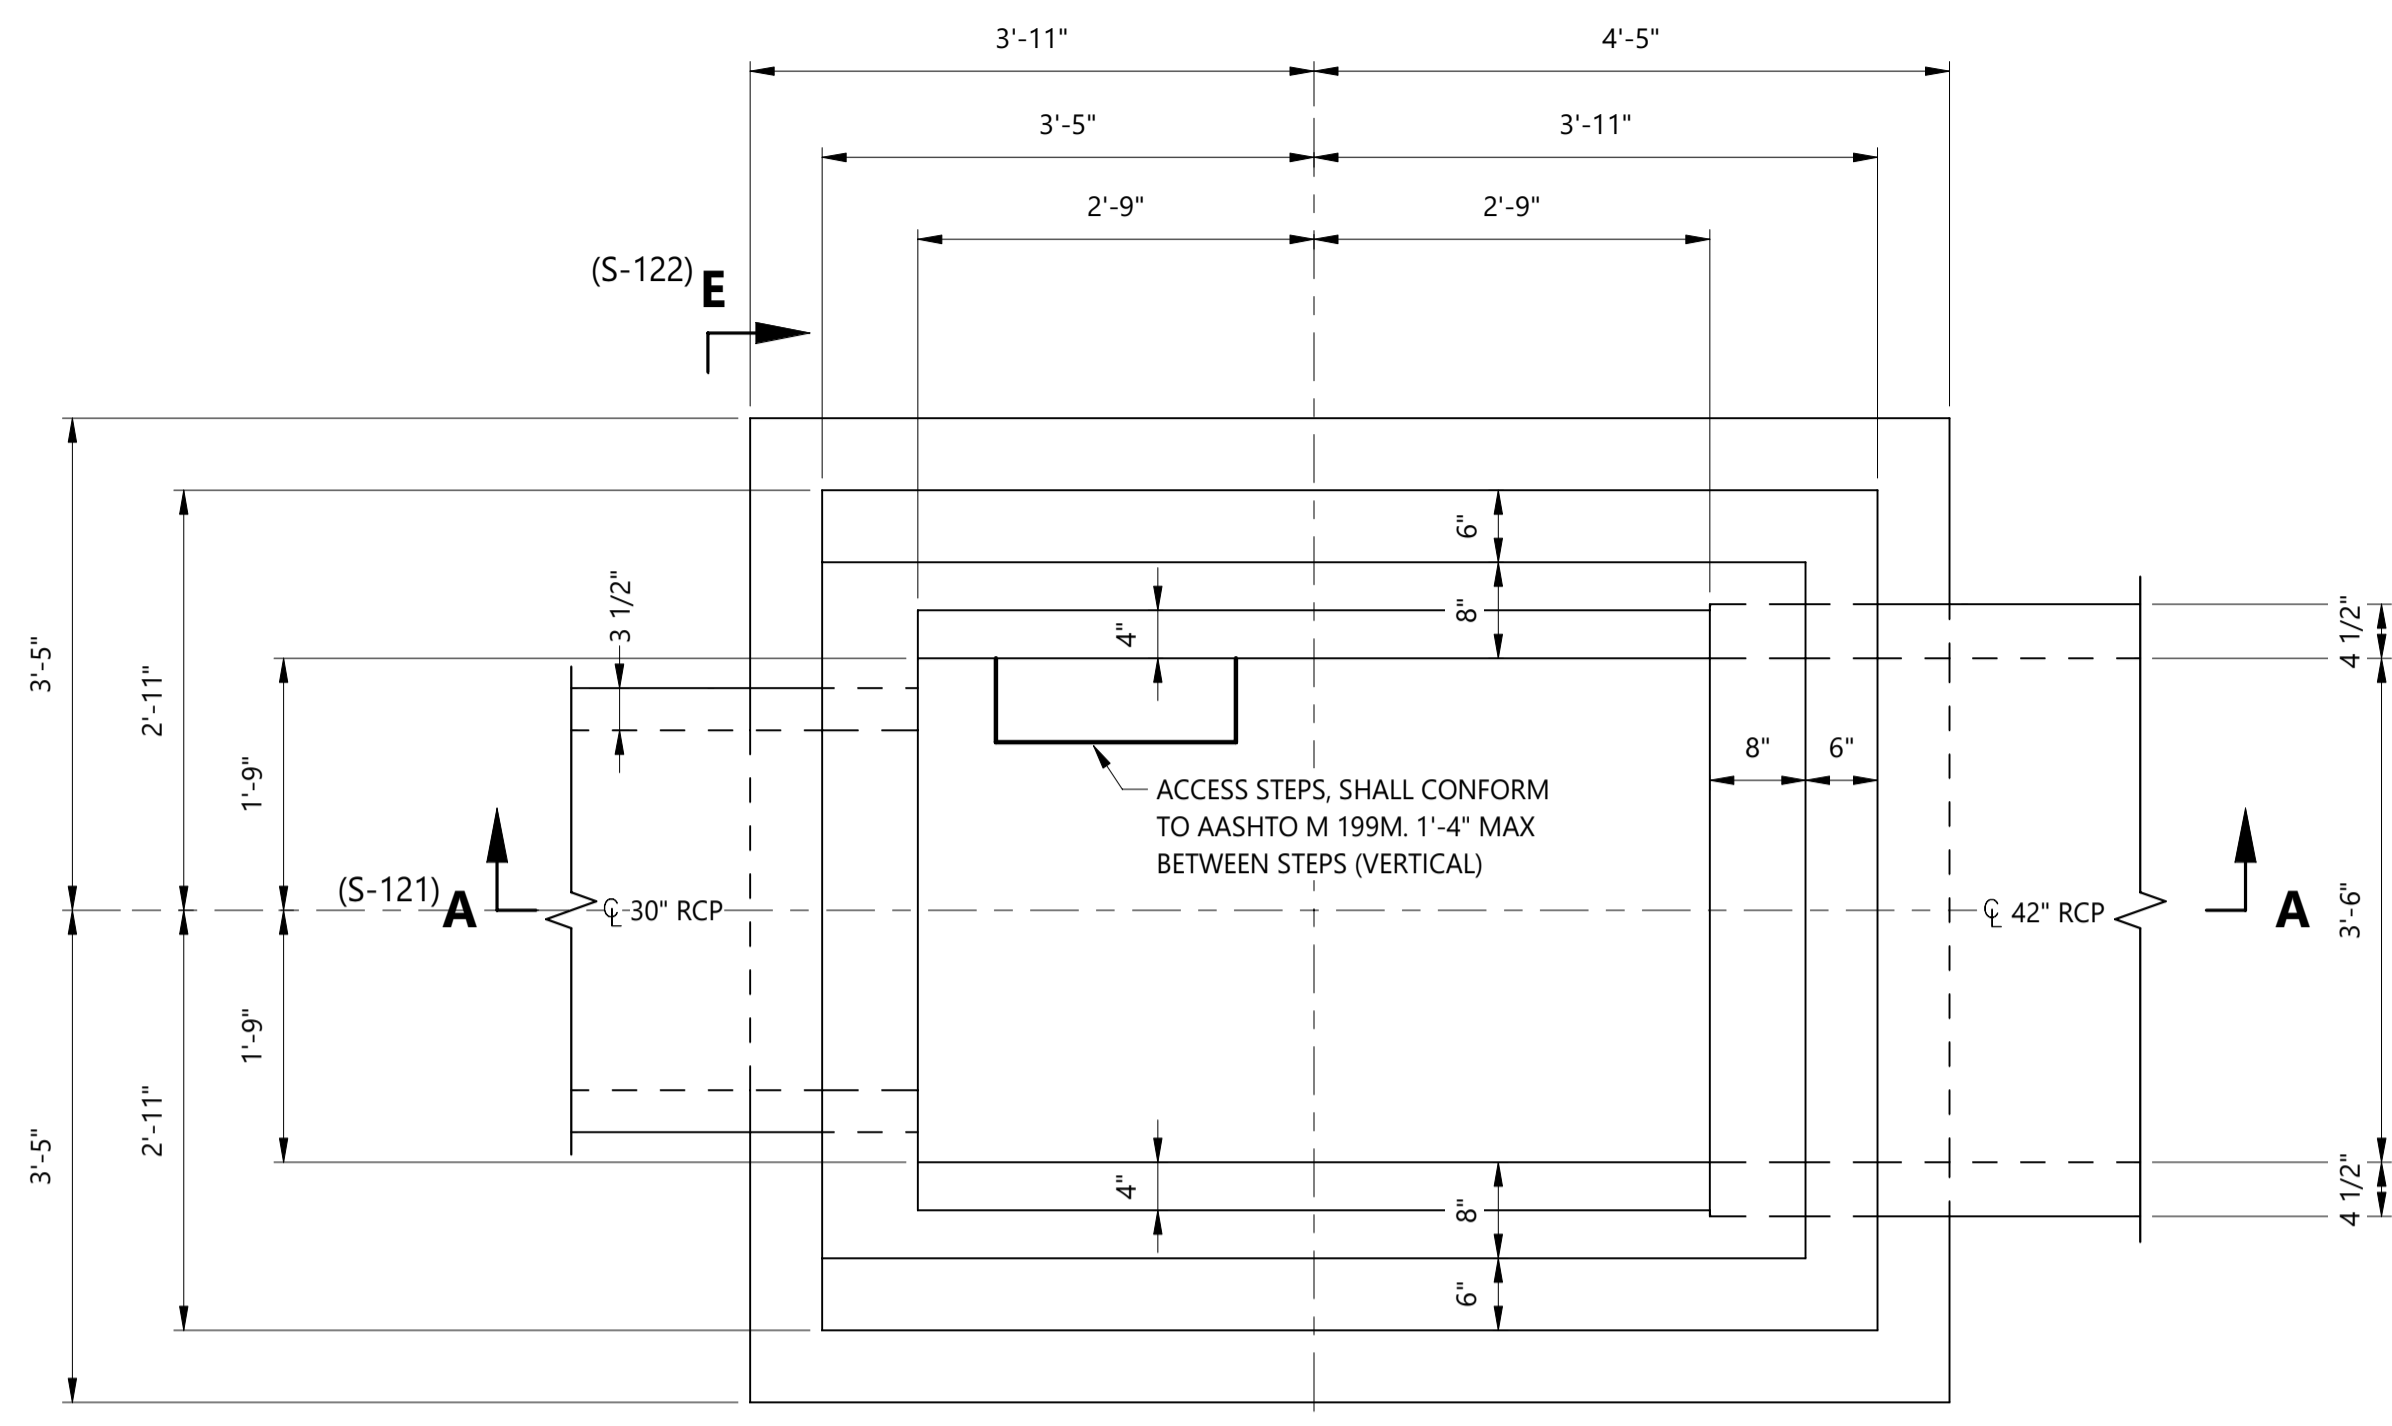 3'-11"
4'-5"
3'-5"
3'-11"
2'-9"
2'-9"
(S-122)
E
6"
8"
4"
3 1/2"
4 1/2"
3'-5"
2'-11"
1'-9"
8"
6"
ACCESS STEPS, SHALL CONFORM
TO AASHTO M 199M. 1'-4" MAX
BETWEEN STEPS (VERTICAL)
(S-121)
A
℄ 30" RCP
℄ 42" RCP
A
3'-6"
1'-9"
2'-11"
3'-5"
4"
8"
4 1/2"
6"